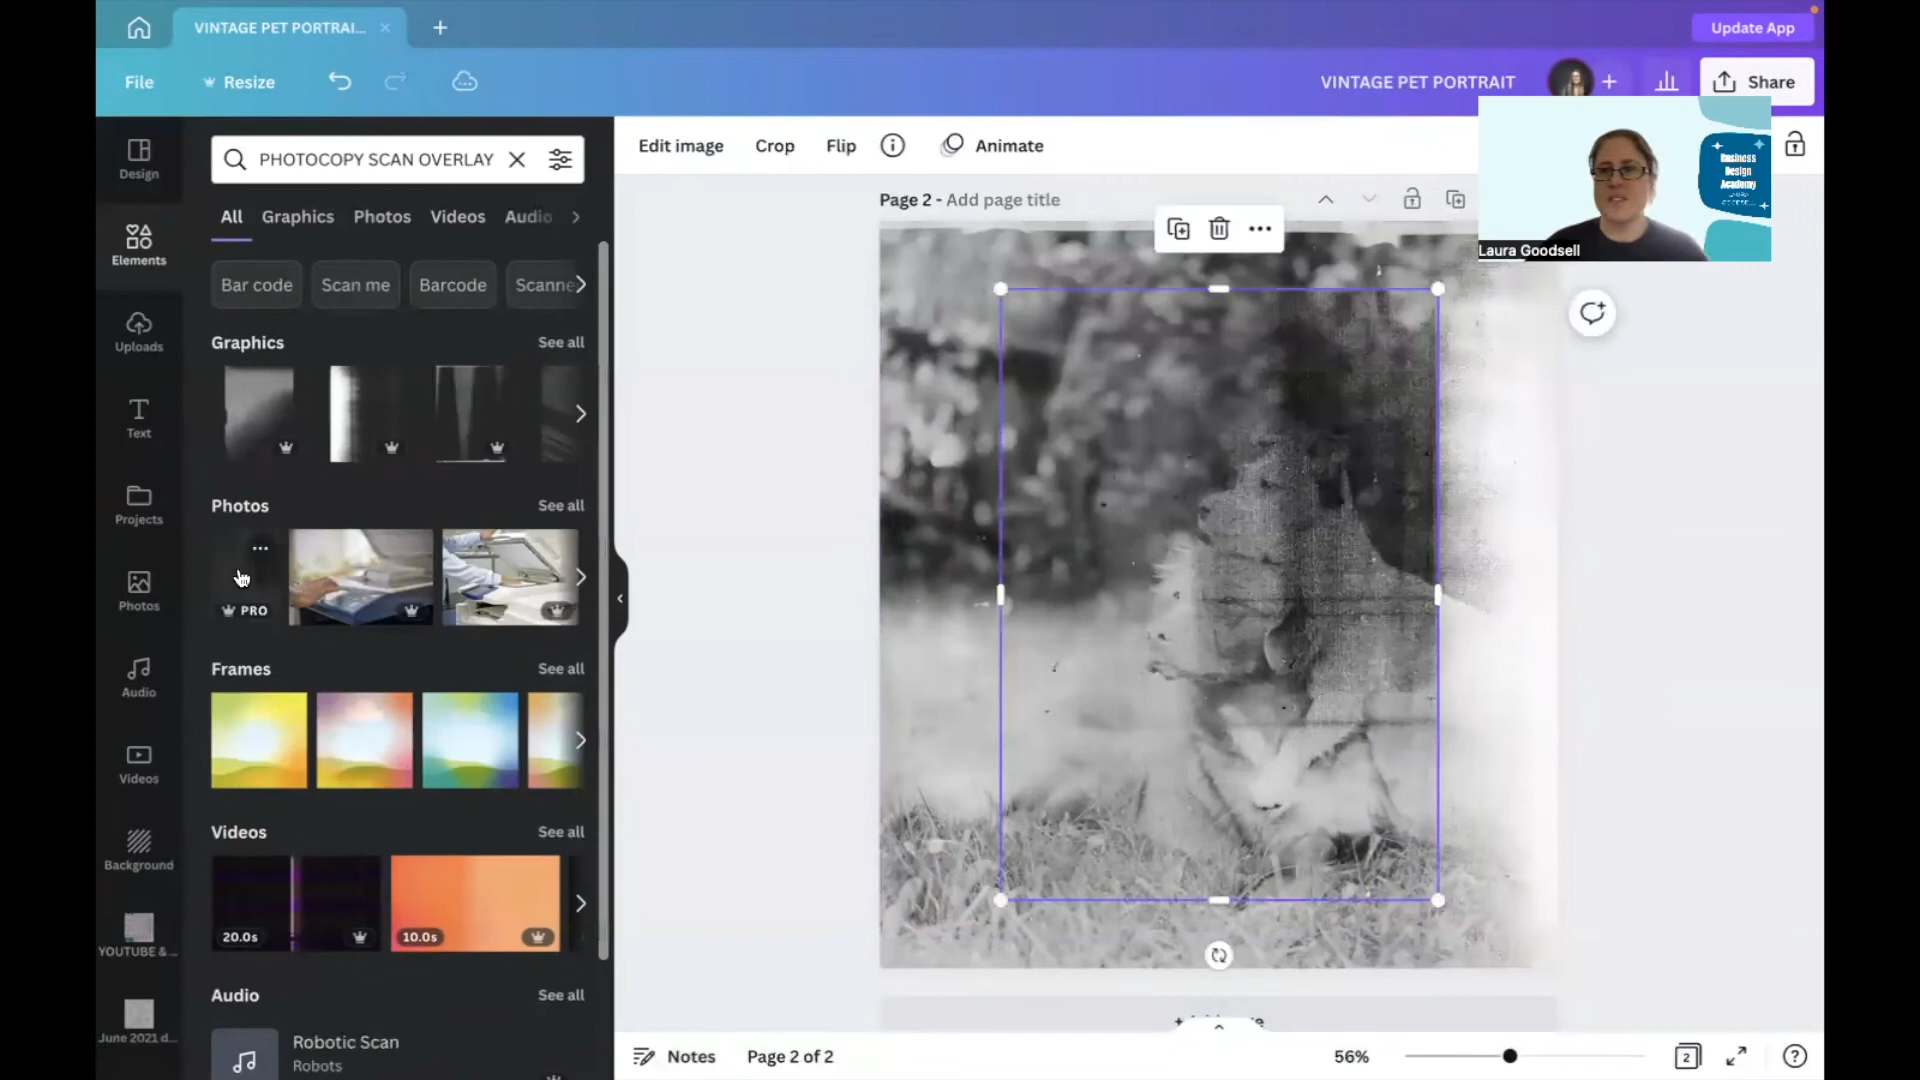 VINTAGE PET PORTRAI...
Update App
File
Resize
VINTAGE PET PORTRAIT
Share
Design
Elements
Uploads
Text
Projects
Photos
Audio
Videos
Background
YOUTUBE & ...
June 2021 d...
PHOTOCOPY SCAN OVERLAY
All Graphics Photos Videos Audio
Bar code Scan me Barcode Scanne
Graphics See all
Photos See all
PRO
Frames See all
Videos See all
20.0s 10.0s
Audio See all
Robotic Scan
Robots
Edit image Crop Flip Animate
Page 2 - Add page title
Business
Design
Academy
Laura Goodsell
Notes Page 2 of 2 56% 2